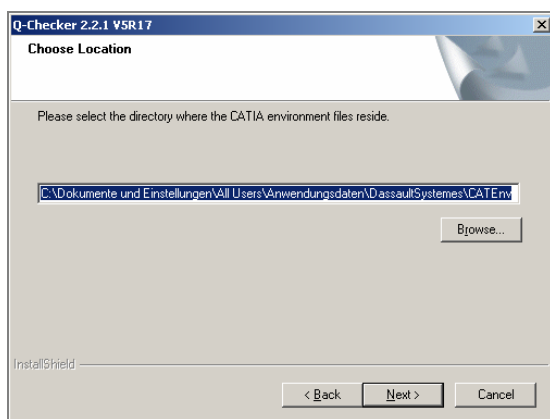 Q-Checker 2.2.1 V5R17
Choose Location
Please select the directory where the CATIA environment files reside.
C:\Dokumente und Einstellungen\All Users\Anwendungsdaten\DassaultSystemes\CATEnv
Browse...
InstallShield
< Back Next > Cancel